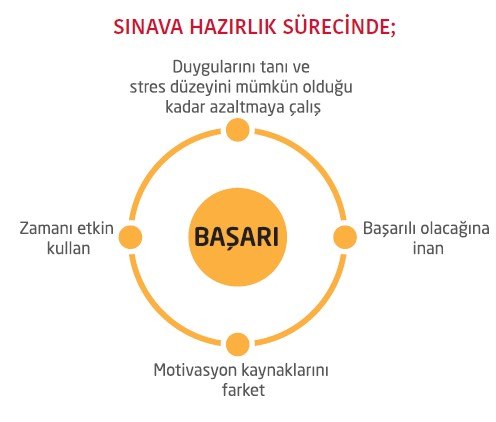 SINAVA HAZIRLIK SÜRECİNDE;
Duygularını tanı ve
stres düzeyini mümkün olduğu
kadar azaltmaya çalış
Zamanı etkin
kullan
BAŞARI
Başarılı olacağına
inan
Motivasyon kaynaklarını
farket